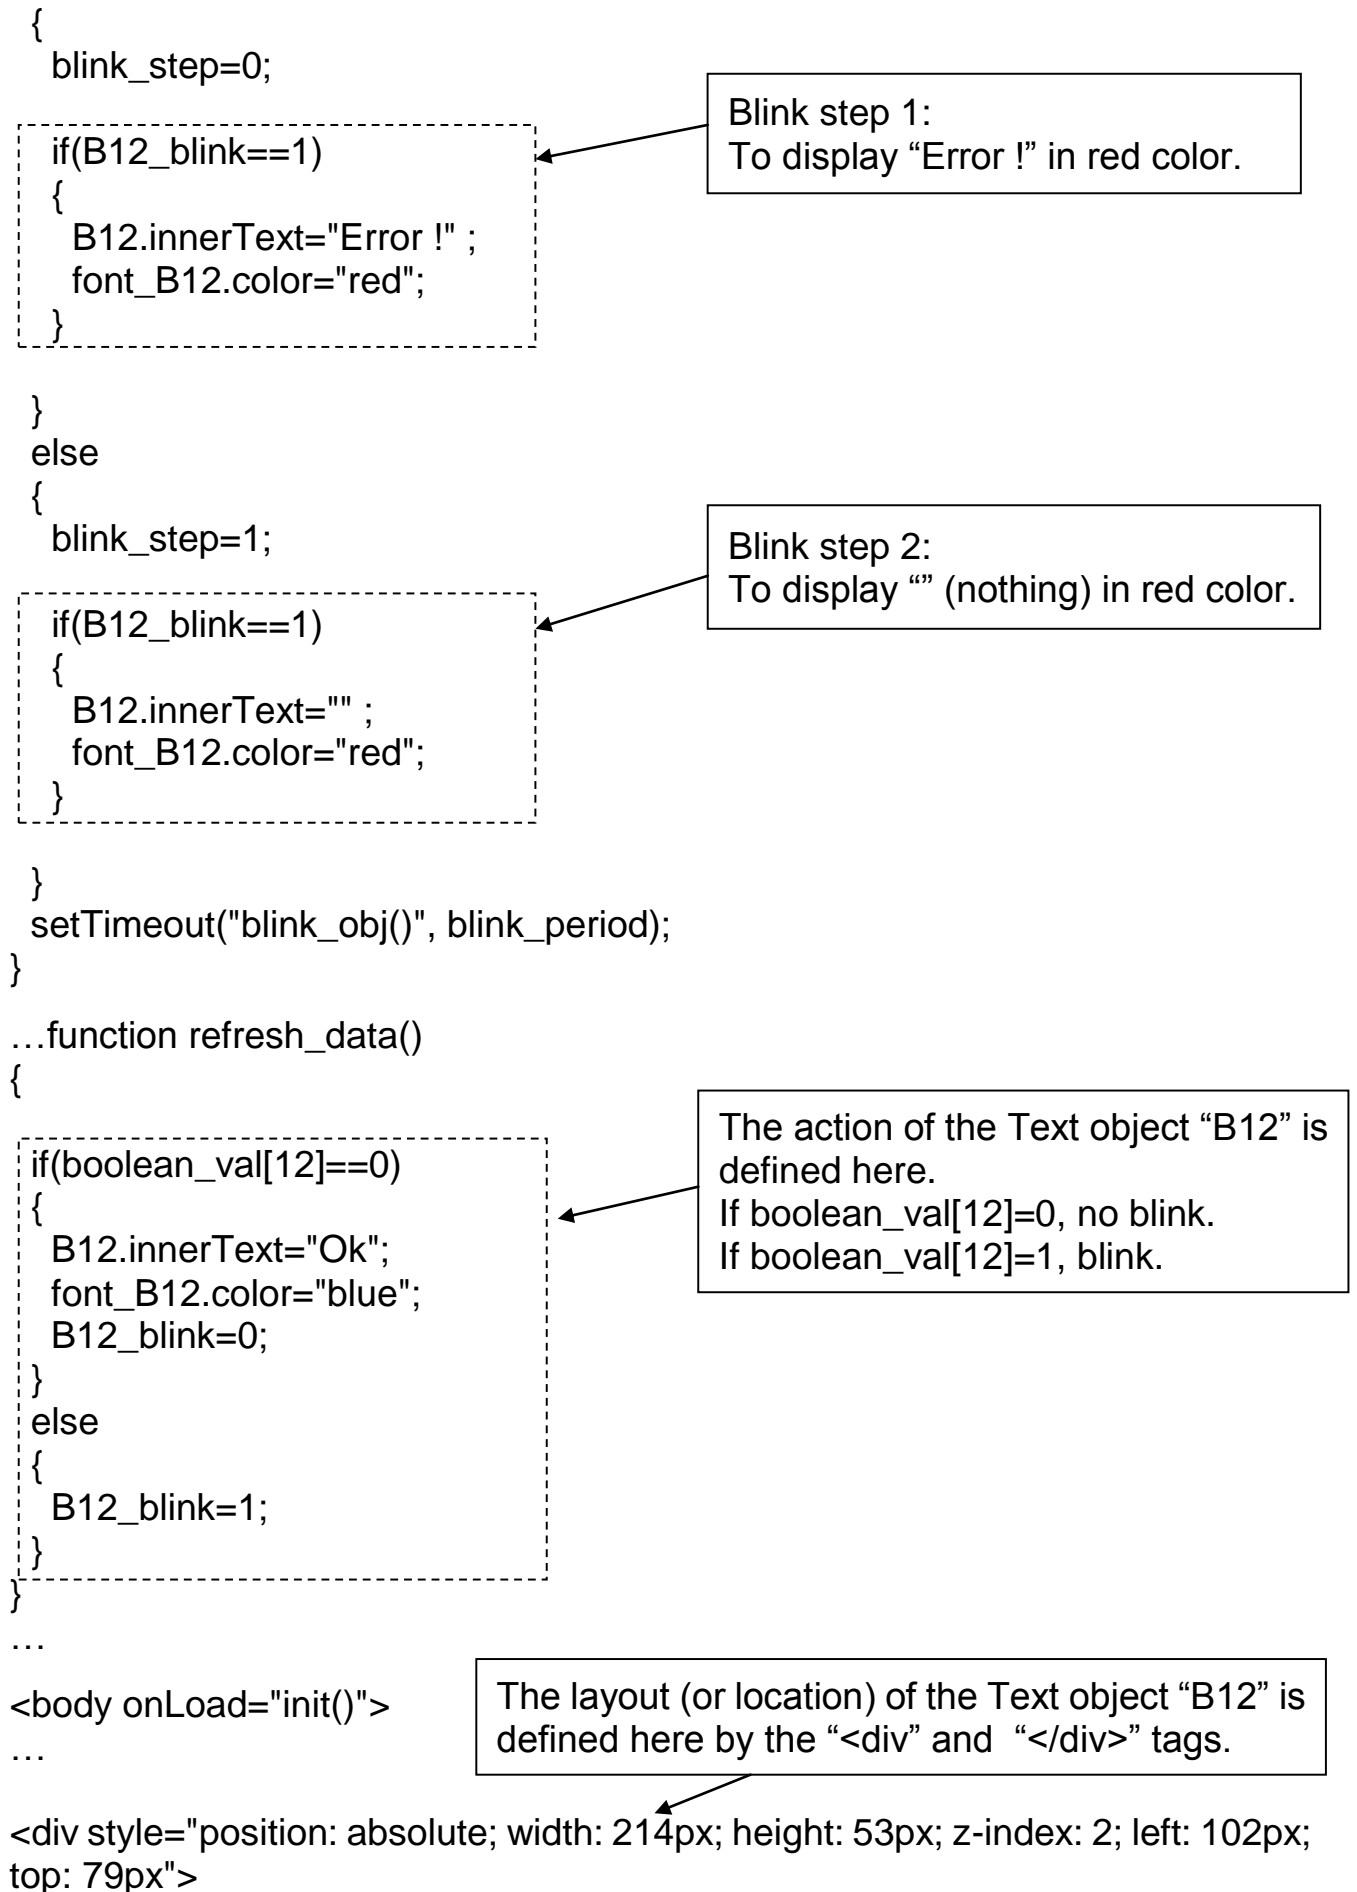 {
blink_step=0;
Blink step 1:
To display “Error !” in red color.
if(B12_blink==1)
{
B12.innerText="Error !" ;
font_B12.color="red";
}
}
else
{
blink_step=1;
Blink step 2:
To display “” (nothing) in red color.
if(B12_blink==1)
{
B12.innerText="" ;
font_B12.color="red";
}
}
setTimeout("blink_obj()", blink_period);
}
…function refresh_data()
{
The action of the Text object “B12” is
defined here.
If boolean_val[12]=0, no blink.
If boolean_val[12]=1, blink.
if(boolean_val[12]==0)
{
B12.innerText="Ok";
font_B12.color="blue";
B12_blink=0;
}
else
{
B12_blink=1;
}
}
…
<body onLoad="init()">
…
The layout (or location) of the Text object “B12” is
defined here by the “<div” and  “</div>” tags.
<div style="position: absolute; width: 214px; height: 53px; z-index: 2; left: 102px;
top: 79px">